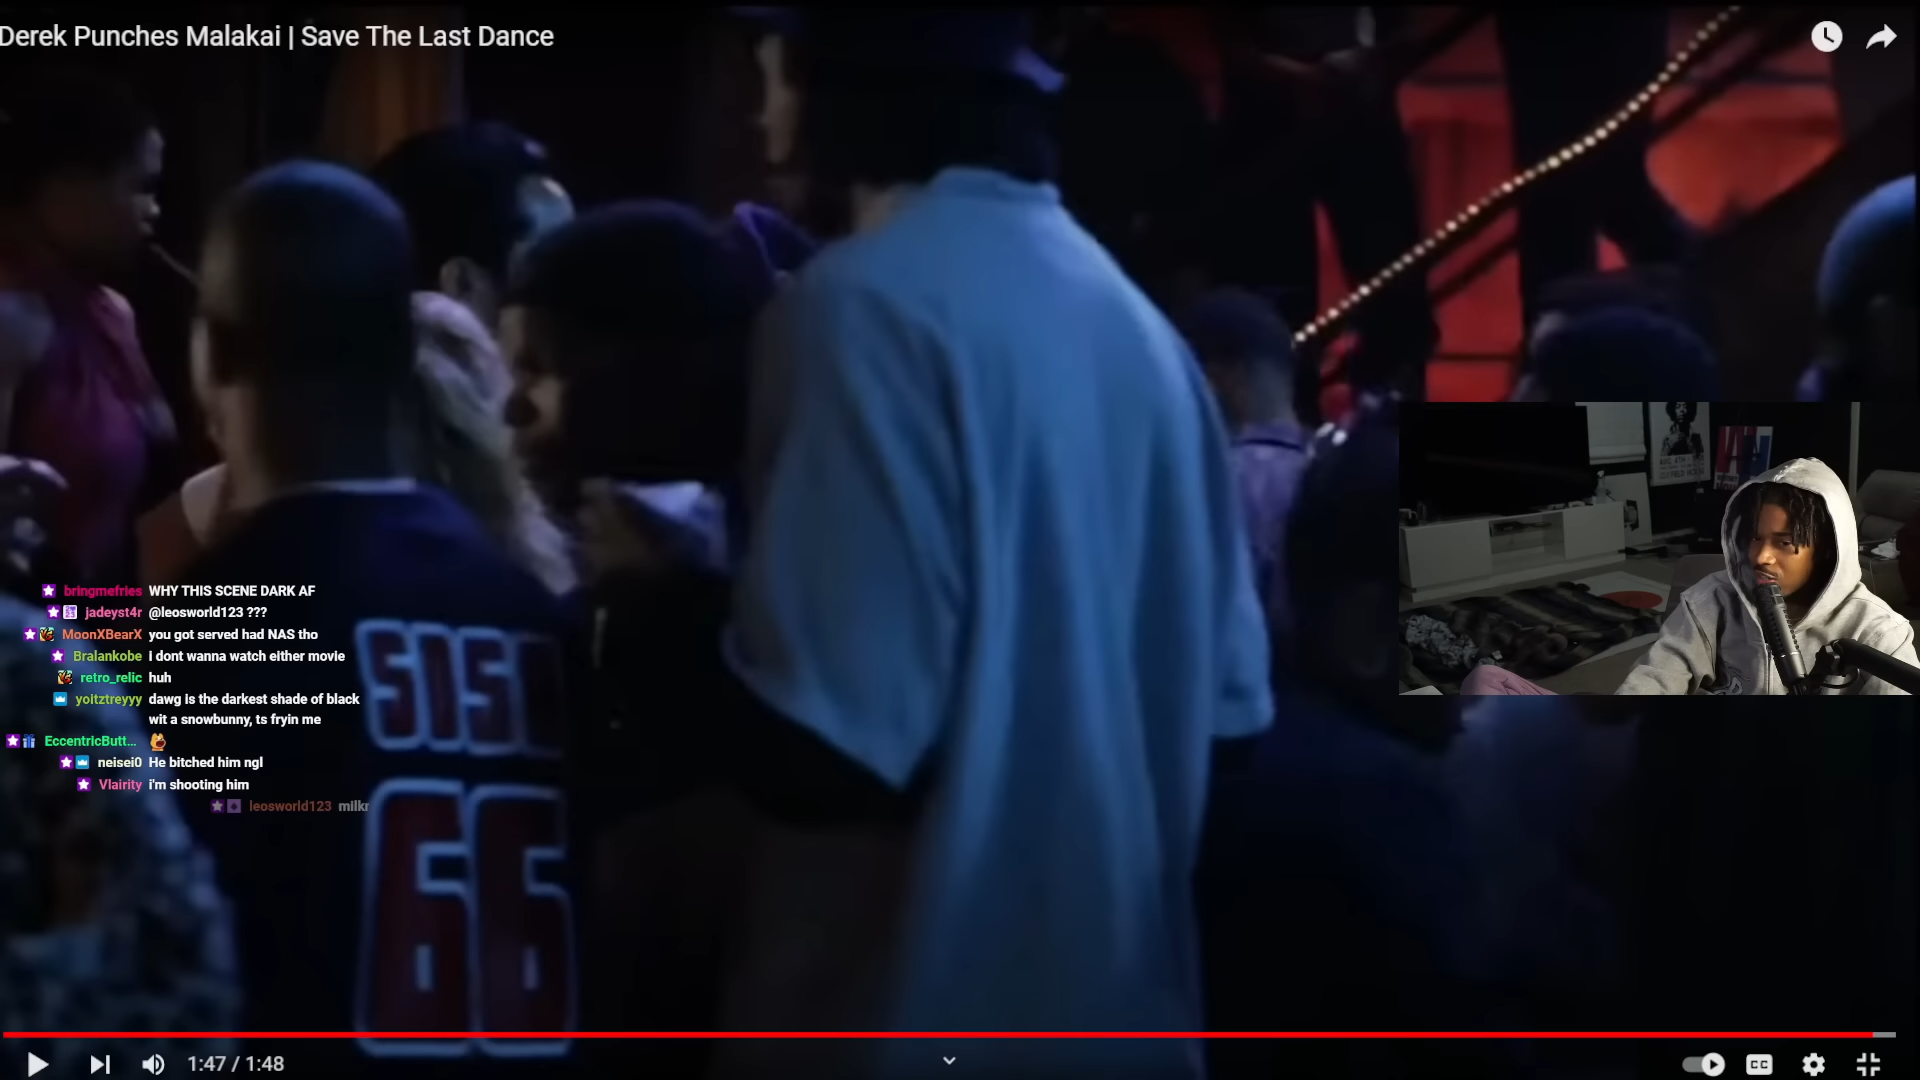 Derek Punches Malakai | Save The Last Dance
bringmefries WHY THIS SCENE DARK AF
jadeyst4r @leosworld123 ???
MoonXBearX you got served had NAS tho
Bralankobe i dont wanna watch either movie
retro_relic huh
yoitztreyyy dawg is the darkest shade of black
wit a snowbunny, ts fryin me
EccentricButt...
neisei0 He bitched him ngl
Vlairity i'm shooting him
leosworld123
66
1:47 / 1:48
CC